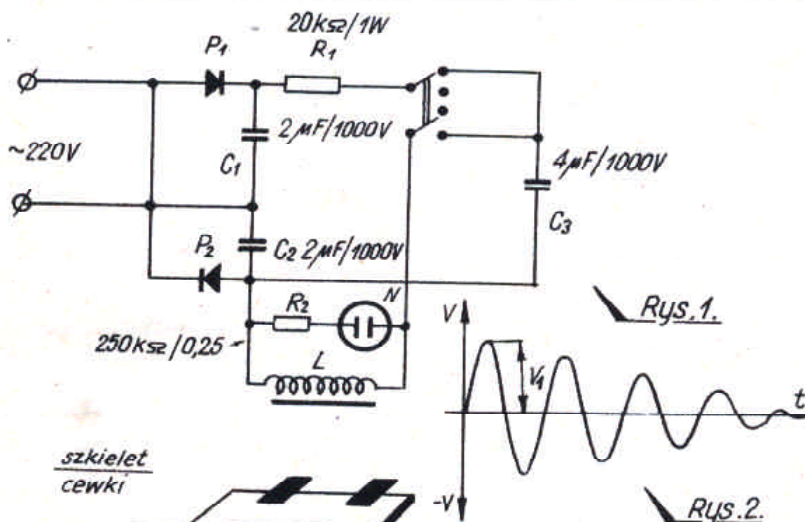 20kΩ/1W
P1
R1
2µF/1000V
~220V
C1
4µF/1000V
C3
P2
C2 2µF/1000V
R2
N
250kΩ/0,25
L
Rys.1.
V
V1
t
-V
szkielet
cewki
Rys.2.